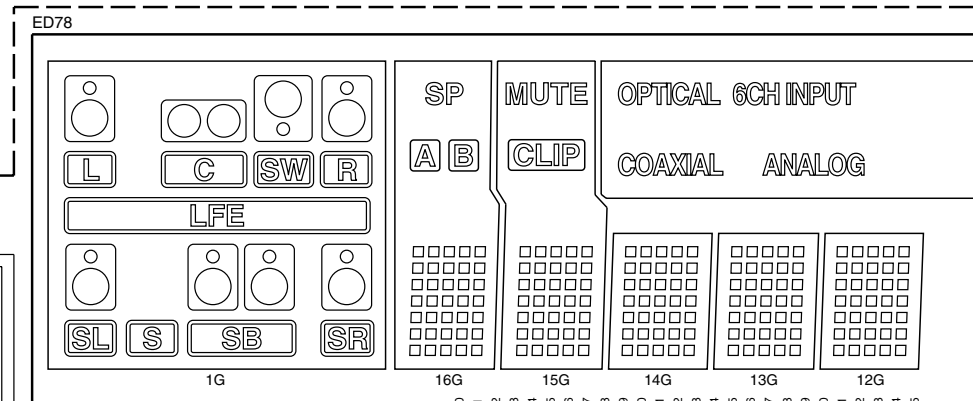 ED78
SP MUTE OPTICAL 6CH INPUT
L C SW R A B CLIP COAXIAL ANALOG
LFE
SL S SB SR
1G 16G 15G 14G 13G 12G